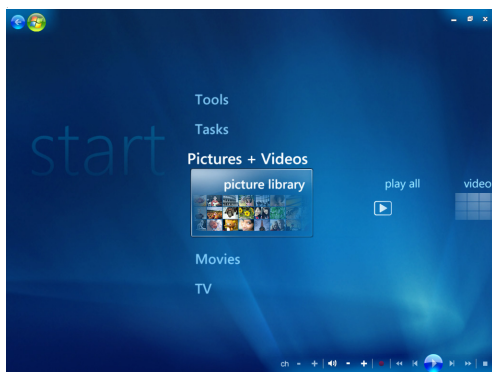 start
Tools
Tasks
Pictures + Videos
picture library
play all
video
Movies
TV
ch - +
- +